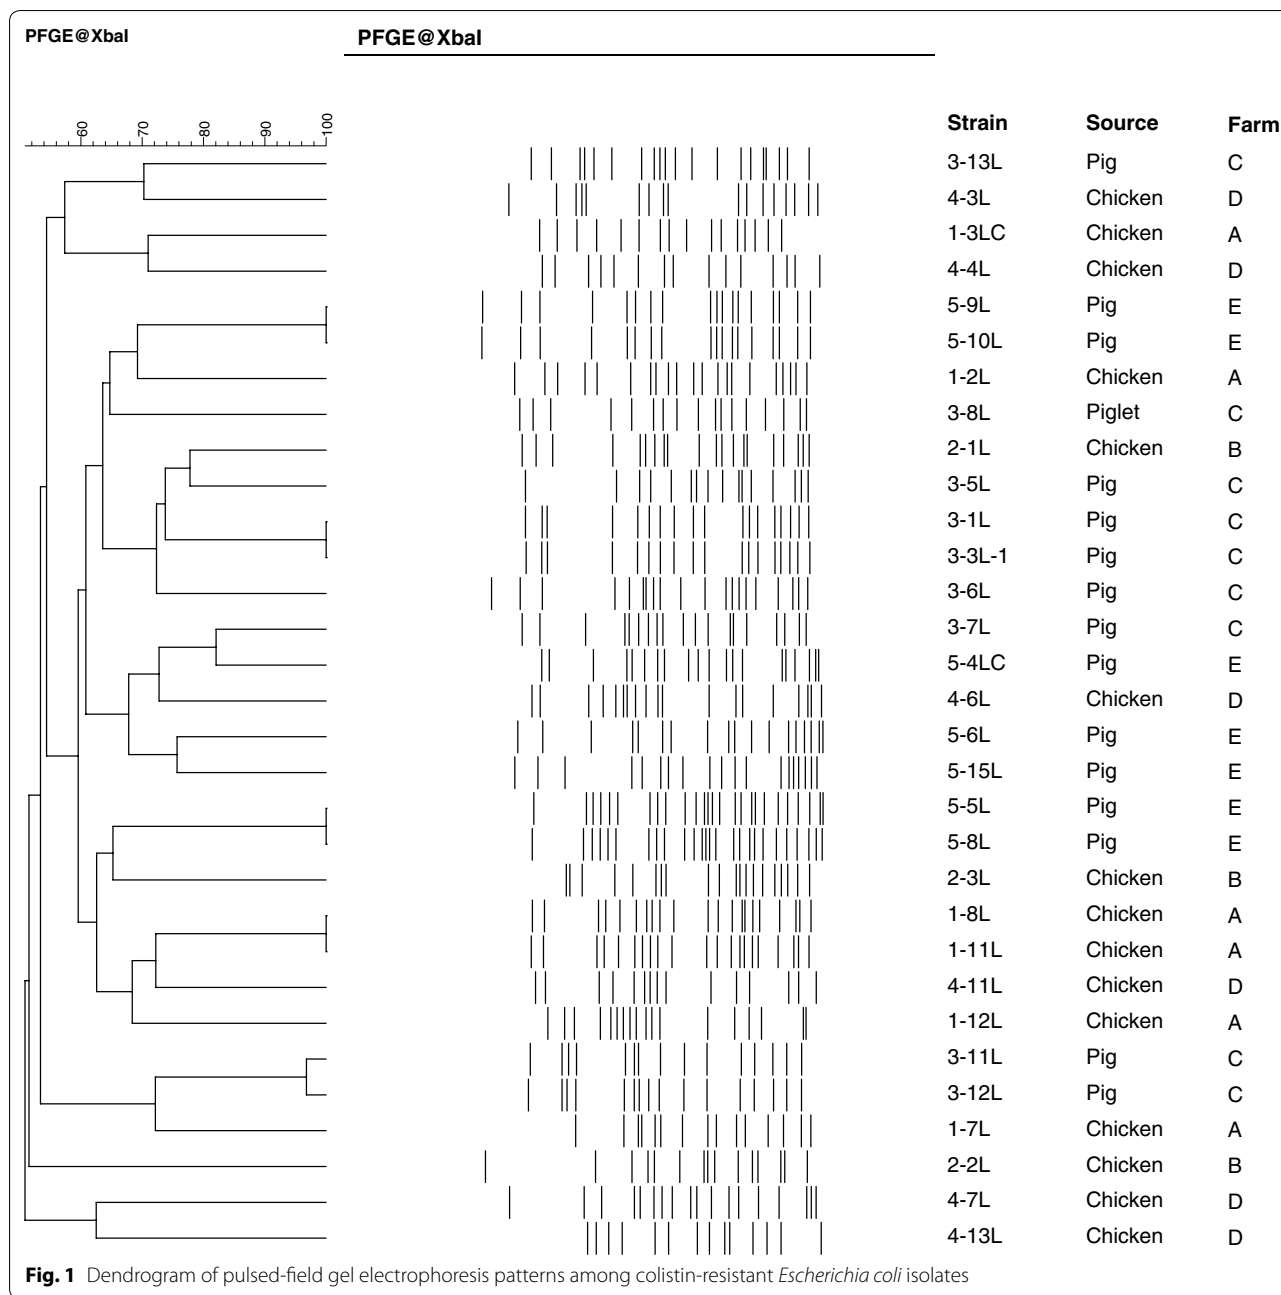 PFGE@XbaI
PFGE@XbaI
60 70 80 90 100
Strain Source Farm
3-13L Pig C
4-3L Chicken D
1-3LC Chicken A
4-4L Chicken D
5-9L Pig E
5-10L Pig E
1-2L Chicken A
3-8L Piglet C
2-1L Chicken B
3-5L Pig C
3-1L Pig C
3-3L-1 Pig C
3-6L Pig C
3-7L Pig C
5-4LC Pig E
4-6L Chicken D
5-6L Pig E
5-15L Pig E
5-5L Pig E
5-8L Pig E
2-3L Chicken B
1-8L Chicken A
1-11L Chicken A
4-11L Chicken D
1-12L Chicken A
3-11L Pig C
3-12L Pig C
1-7L Chicken A
2-2L Chicken B
4-7L Chicken D
4-13L Chicken D
Fig. 1 Dendrogram of pulsed-field gel electrophoresis patterns among colistin-resistant Escherichia coli isolates